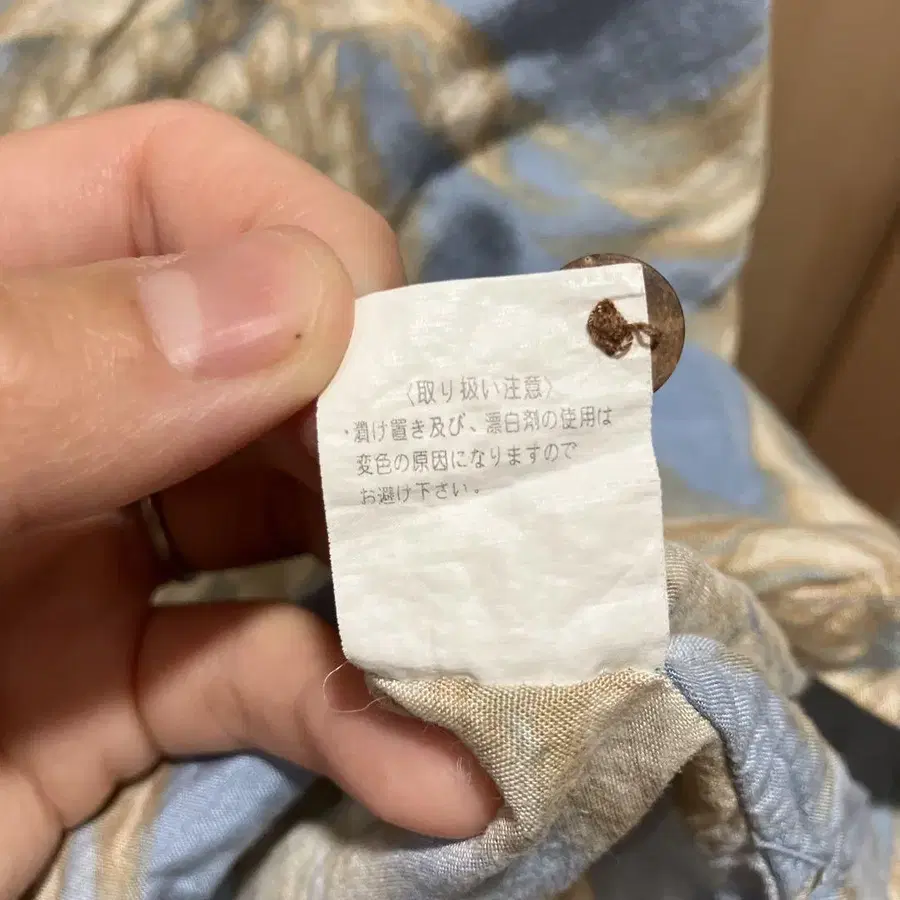 〈取り扱い注意〉
・漬け置き及び、漂白剤の使用は
変色の原因になりますので
お避け下さい。